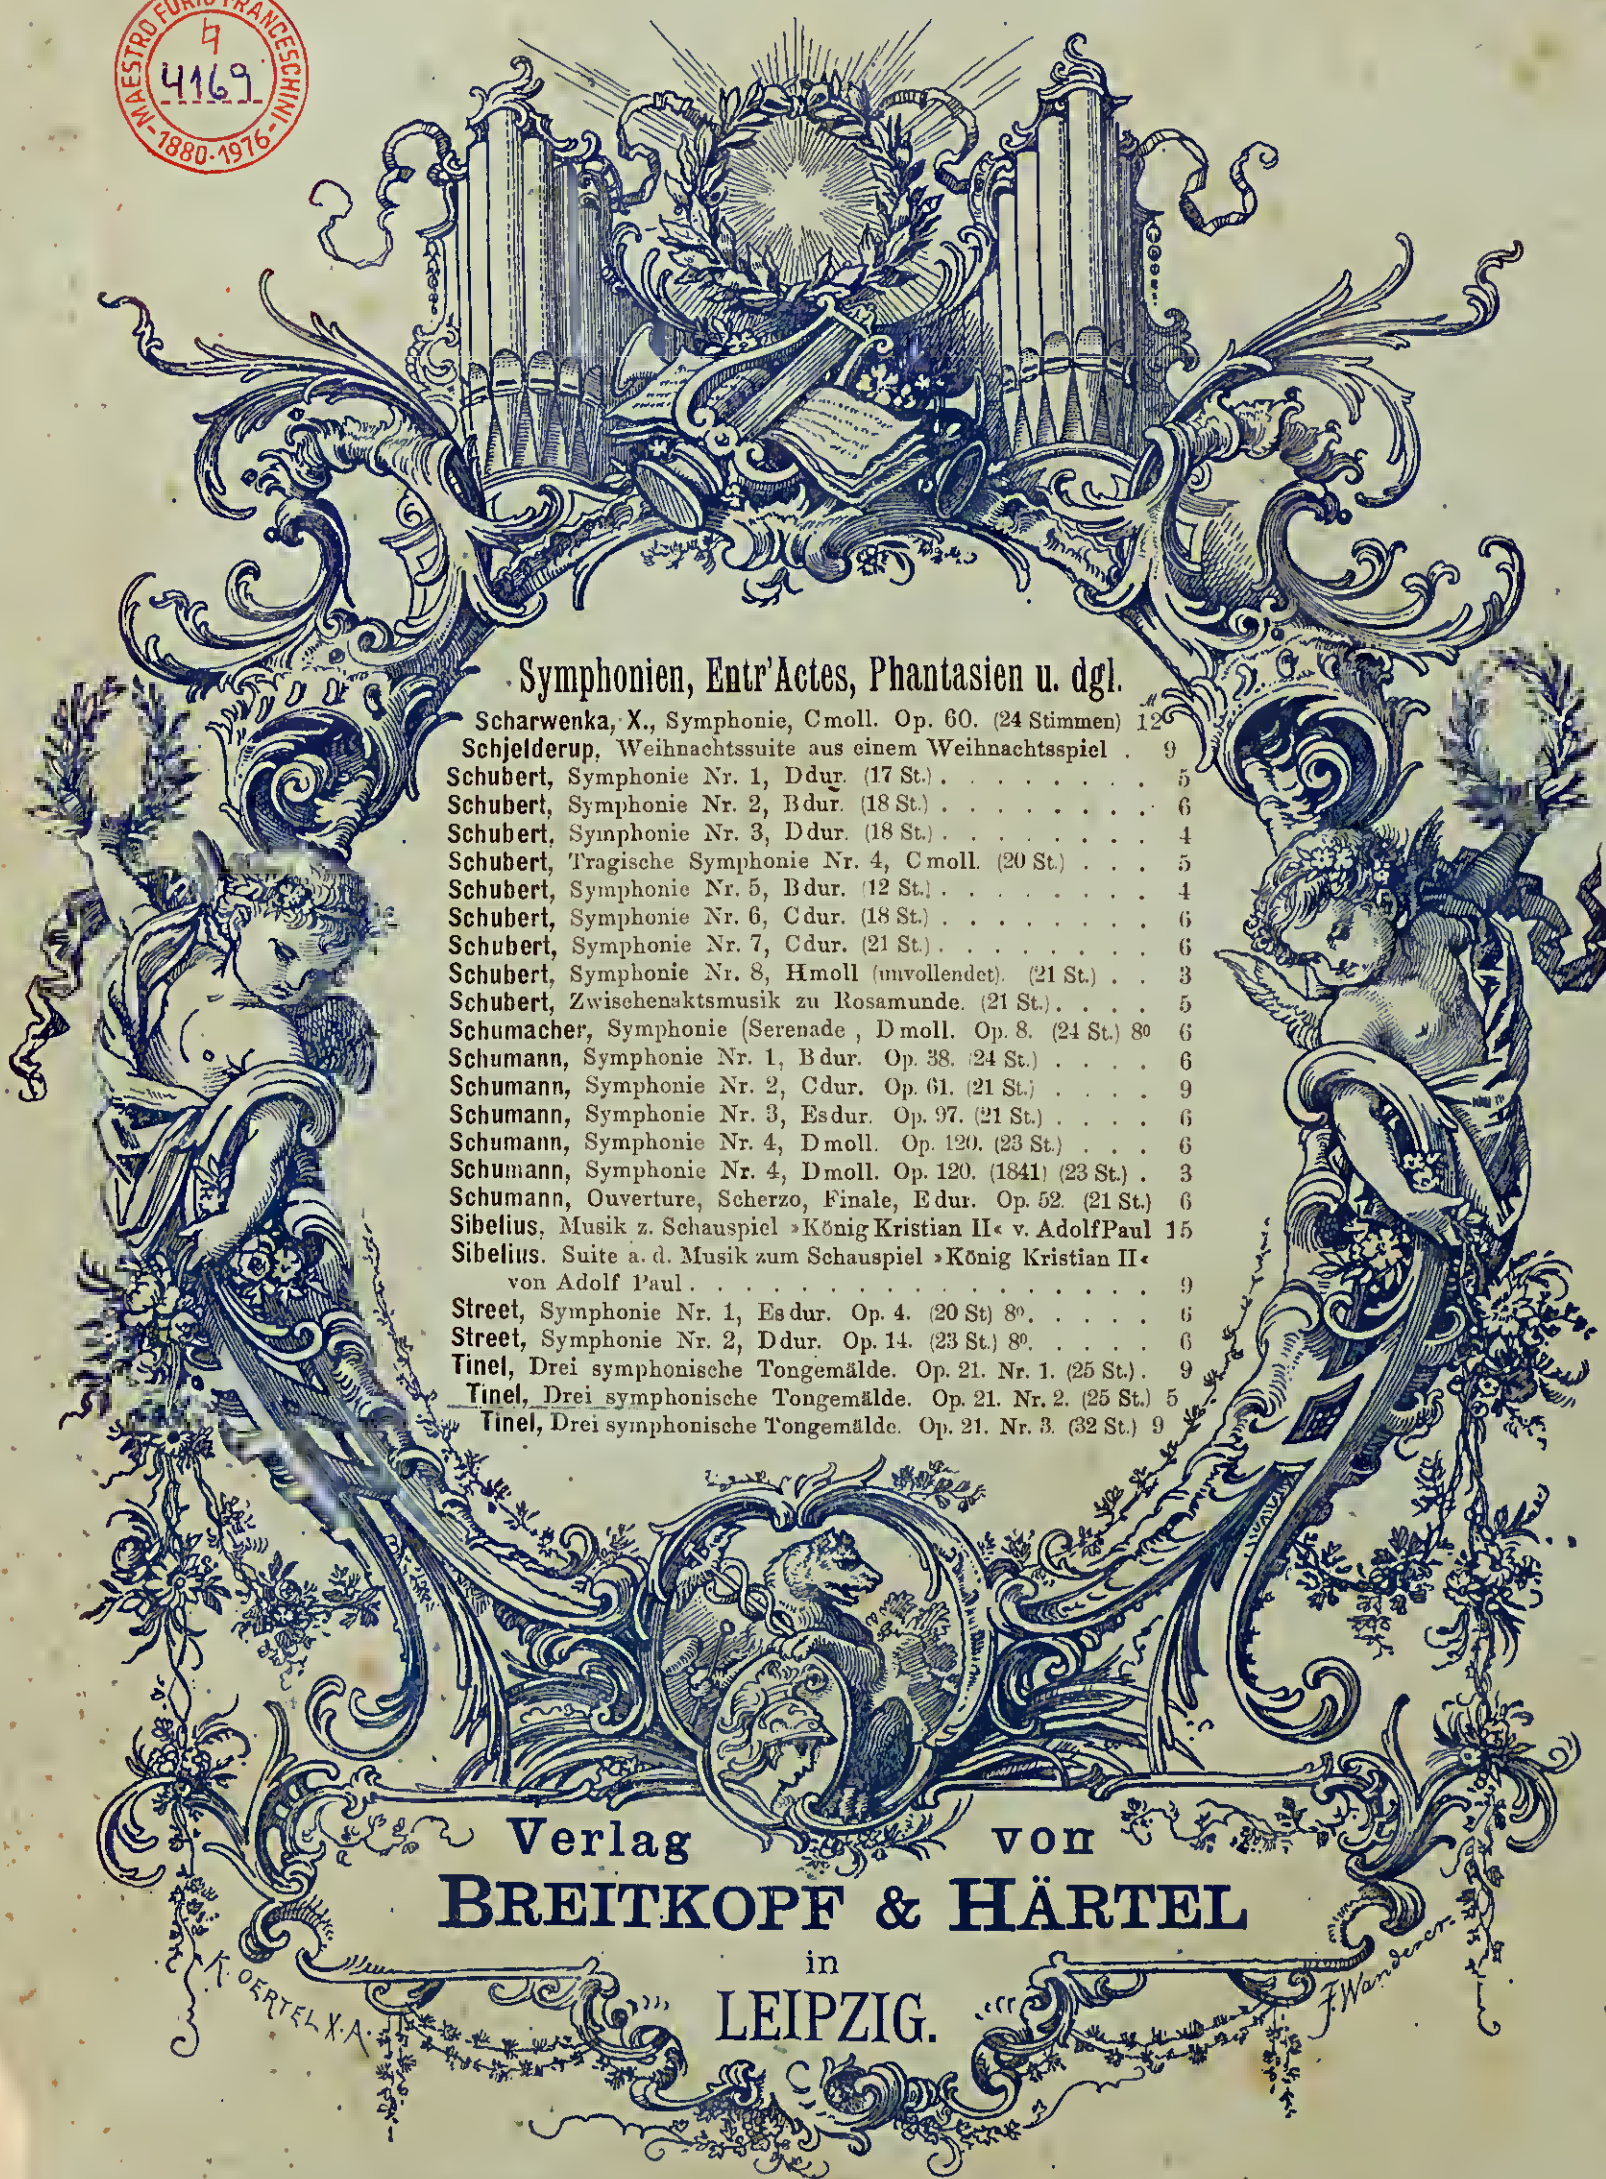 MAESTRO FURIO FRANCESCHINI
4169
-1880-1976-
Symphonien, Entr'Actes, Phantasien u. dgl.
ℳ
Scharwenka, X., Symphonie, Cmoll. Op. 60. (24 Stimmen) 12
Schjelderup, Weihnachtssuite aus einem Weihnachtsspiel . 9
Schubert, Symphonie Nr. 1, Ddur. (17 St.) . . . . . . . . 5
Schubert, Symphonie Nr. 2, Bdur. (18 St.) . . . . . . . . 6
Schubert, Symphonie Nr. 3, Ddur. (18 St.) . . . . . . . . 4
Schubert, Tragische Symphonie Nr. 4, Cmoll. (20 St.) . . . 5
Schubert, Symphonie Nr. 5, Bdur. (12 St.) . . . . . . . . 4
Schubert, Symphonie Nr. 6, Cdur. (18 St.) . . . . . . . . 6
Schubert, Symphonie Nr. 7, Cdur. (21 St.) . . . . . . . . 6
Schubert, Symphonie Nr. 8, Hmoll (unvollendet). (21 St.) . . 3
Schubert, Zwischenaktsmusik zu Rosamunde. (21 St.) . . . . 5
Schumacher, Symphonie (Serenade , Dmoll. Op. 8. (24 St.) 8º 6
Schumann, Symphonie Nr. 1, Bdur. Op. 38. (24 St.) . . . . 6
Schumann, Symphonie Nr. 2, Cdur. Op. 61. (21 St.) . . . . 9
Schumann, Symphonie Nr. 3, Esdur. Op. 97. (21 St.) . . . . 6
Schumann, Symphonie Nr. 4, Dmoll. Op. 120. (23 St.) . . . 6
Schumann, Symphonie Nr. 4, Dmoll. Op. 120. (1841) (23 St.) . 3
Schumann, Ouverture, Scherzo, Finale, Edur. Op. 52. (21 St.) 6
Sibelius, Musik z. Schauspiel »König Kristian II« v. Adolf Paul 15
Sibelius. Suite a. d. Musik zum Schauspiel »König Kristian II«
von Adolf Paul . . . . . . . . . . . . . . . . . 9
Street, Symphonie Nr. 1, Esdur. Op. 4. (20 St) 8º. . . . . 6
Street, Symphonie Nr. 2, Ddur. Op. 14. (23 St.) 8º. . . . . 6
Tinel, Drei symphonische Tongemälde. Op. 21. Nr. 1. (25 St.) . 9
Tinel, Drei symphonische Tongemälde. Op. 21. Nr. 2. (25 St.) 5
Tinel, Drei symphonische Tongemälde. Op. 21. Nr. 3. (32 St.) 9
Verlag von
BREITKOPF & HÄRTEL
in
LEIPZIG.
K. OERTEL X.A.
F. Wanderer.